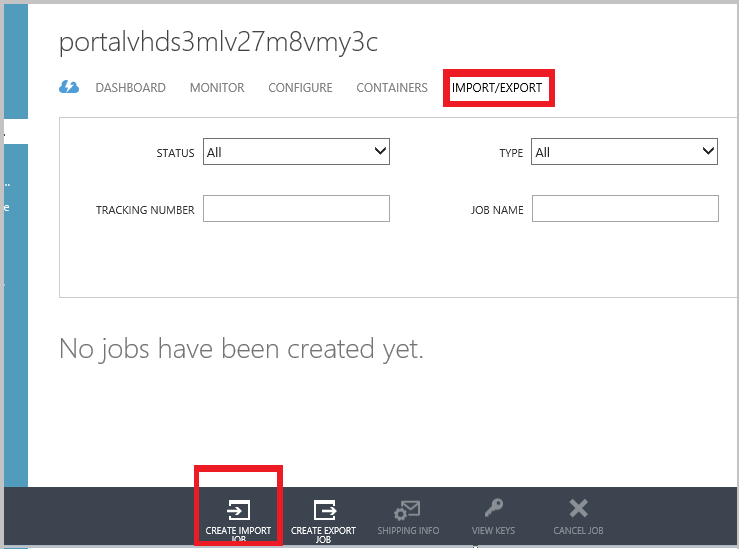 portalvhds3mlv27m8vmy3c
DASHBOARD MONITOR CONFIGURE CONTAINERS IMPORT/EXPORT
STATUS All TYPE All
..
e
TRACKING NUMBER JOB NAME
No jobs have been created yet.
CREATE IMPORT JOB CREATE EXPORT JOB SHIPPING INFO VIEW KEYS CANCEL JOB